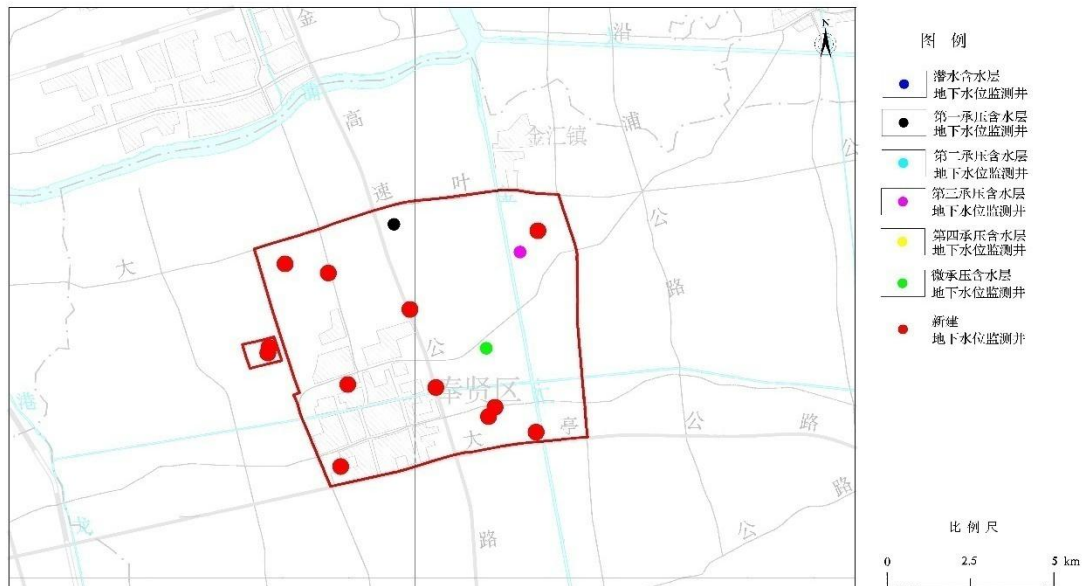 金
浦
高
速
沿
浦
金汇镇
公
叶
金
公
路
大
公
奉贤区
汇
港
大
亭
公
路
路
公
路
N
图 例
潜水含水层
地下水位监测井
第一承压含水层
地下水位监测井
第二承压含水层
地下水位监测井
第三承压含水层
地下水位监测井
第四承压含水层
地下水位监测井
微承压含水层
地下水位监测井
新建
地下水位监测井
比 例 尺
0 2.5 5 km